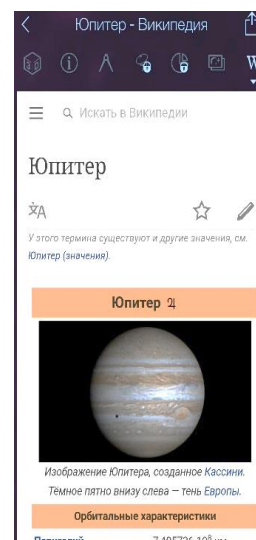 Юпитер - Википедия
Искать в Википедии
Юпитер
У этого термина существуют и другие значения, см.
Юпитер (значения).
Юпитер ♃
Изображение Юпитера, созданное Кассини.
Тёмное пятно внизу слева — тень Европы.
Орбитальные характеристики